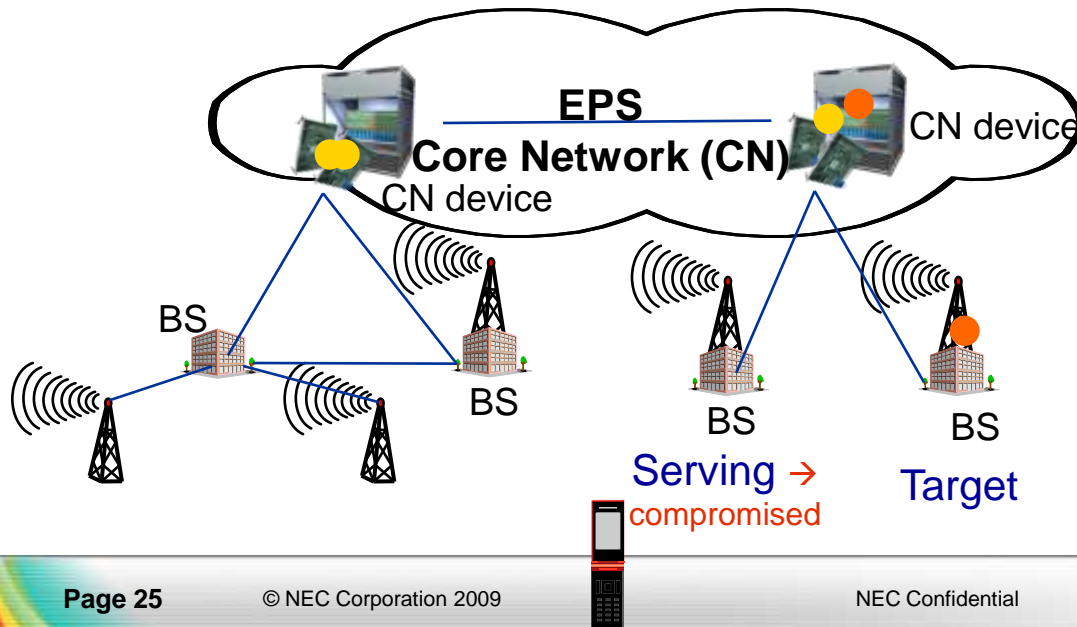 EPS
Core Network (CN)
CN device
CN device
BS
BS
BS
BS
Serving →
compromised
Target
Page 25
© NEC Corporation 2009
NEC Confidential